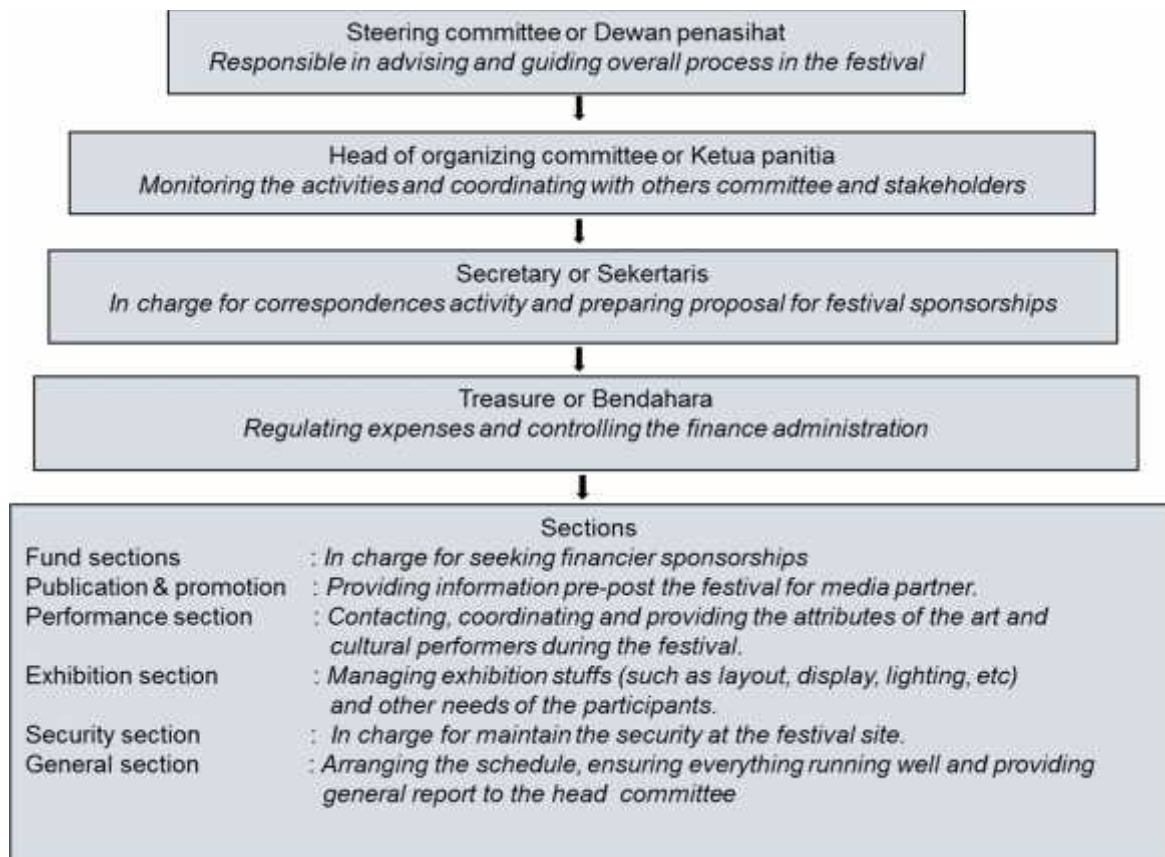 Steering committee or Dewan penasihat
Responsible in advising and guiding overall process in the festival
Head of organizing committee or Ketua panitia
Monitoring the activities and coordinating with others committee and stakeholders
Secretary or Sekertaris
In charge for correspondences activity and preparing proposal for festival sponsorships
Treasure or Bendahara
Regulating expenses and controlling the finance administration
Sections
Fund sections : In charge for seeking financier sponsorships
Publication & promotion : Providing information pre-post the festival for media partner.
Performance section : Contacting, coordinating and providing the attributes of the art and
cultural performers during the festival.
Exhibition section : Managing exhibition stuffs (such as layout, display, lighting, etc)
and other needs of the participants.
Security section : In charge for maintain the security at the festival site.
General section : Arranging the schedule, ensuring everything running well and providing
general report to the head committee